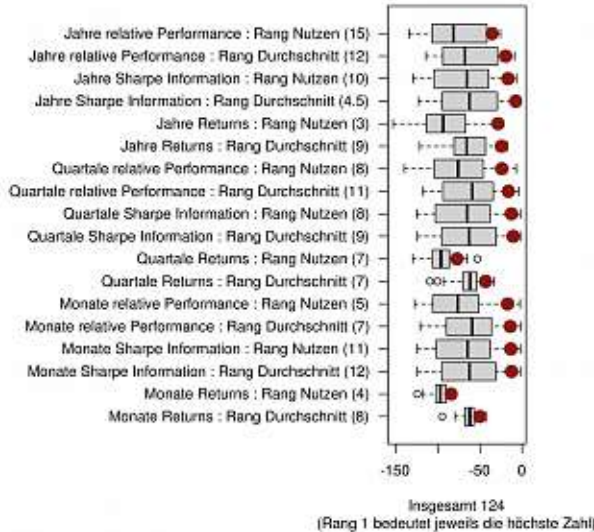 Jahre relative Performance : Rang Nutzen (15)
Jahre relative Performance : Rang Durchschnitt (12)
Jahre Sharpe Information : Rang Nutzen (10)
Jahre Sharpe Information : Rang Durchschnitt (4.5)
Jahre Returns : Rang Nutzen (3)
Jahre Returns : Rang Durchschnitt (9)
Quartale relative Performance : Rang Nutzen (8)
Quartale relative Performance : Rang Durchschnitt (11)
Quartale Sharpe Information : Rang Nutzen (8)
Quartale Sharpe Information : Rang Durchschnitt (9)
Quartale Returns : Rang Nutzen (7)
Quartale Returns : Rang Durchschnitt (7)
Monate relative Performance : Rang Nutzen (5)
Monate relative Performance : Rang Durchschnitt (7)
Monate Sharpe Information : Rang Nutzen (11)
Monate Sharpe Information : Rang Durchschnitt (12)
Monate Returns : Rang Nutzen (4)
Monate Returns : Rang Durchschnitt (8)
-150 -50 0
Insgesamt 124
(Rang 1 bedeutet jeweils die höchste Zahl)